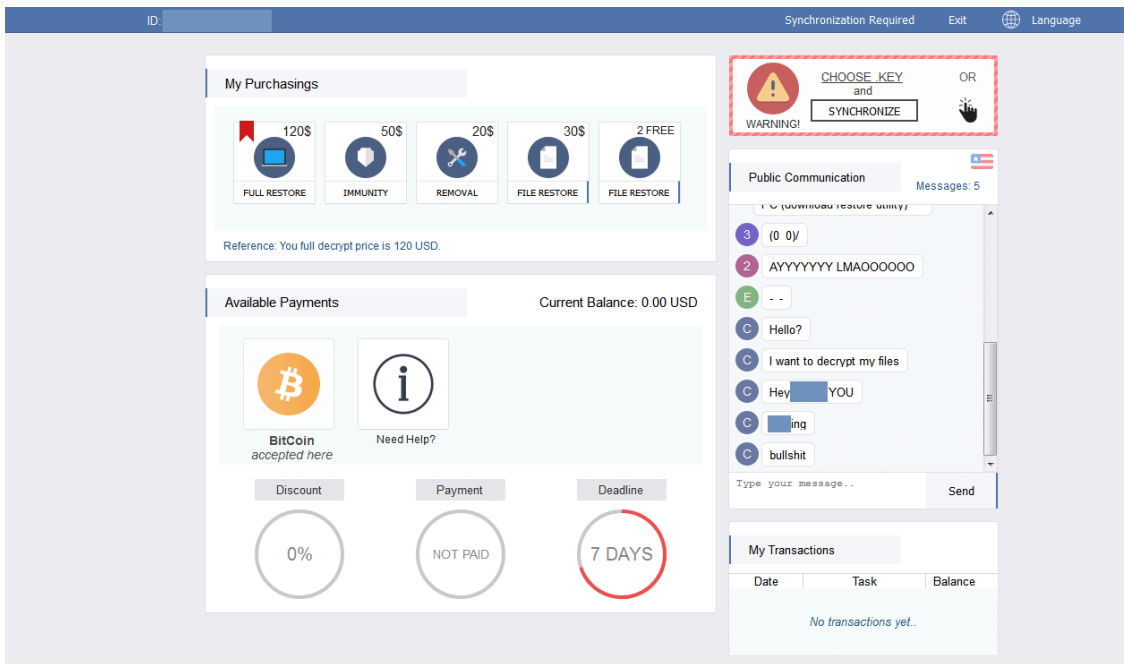 ID:
Synchronization Required Exit Language
My Purchasings
120$ 50$ 20$ 30$ 2 FREE
FULL RESTORE IMMUNITY REMOVAL FILE RESTORE FILE RESTORE
Reference: You full decrypt price is 120 USD.
Available Payments Current Balance: 0.00 USD
BitCoin
accepted here
Need Help?
Discount Payment Deadline
0% NOT PAID 7 DAYS
WARNING!
CHOOSE .KEY
and
SYNCHRONIZE
OR
Public Communication
Messages: 5
PC (download restore utility)
3 (0 0)/
2 AYYYYYYY LMAOOOOOO
E - -
C Hello?
C I want to decrypt my files
C Hey YOU
C ing
C bullshit
Type your message..
Send
My Transactions
Date Task Balance
No transactions yet..